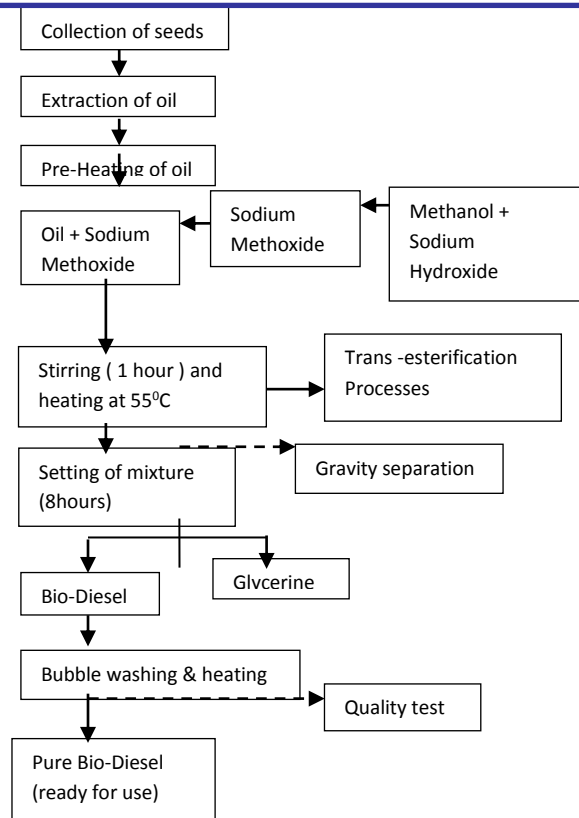 Collection of seeds
Extraction of oil
Pre-Heating of oil
Oil + Sodium
Methoxide
Sodium
Methoxide
Methanol +
Sodium
Hydroxide
Stirring ( 1 hour ) and
heating at 55⁰C
Trans -esterification
Processes
Setting of mixture
(8hours)
Gravity separation
Bio-Diesel
Glycerine
Bubble washing & heating
Quality test
Pure Bio-Diesel
(ready for use)